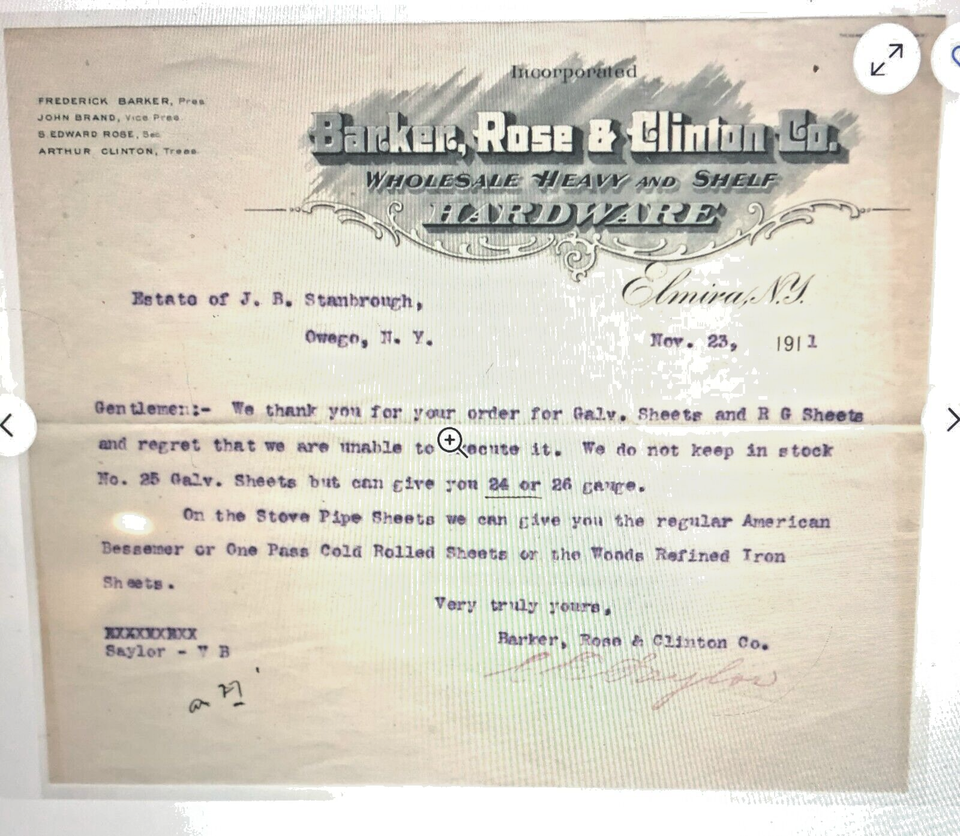 Incorporated
FREDERICK BARKER, Pres.
JOHN BRAND, Vice Pres.
S. EDWARD ROSE, Sec.
ARTHUR CLINTON, Treas.
Barker, Rose & Clinton Co.
WHOLESALE HEAVY AND SHELF
HARDWARE
Elmira, N.Y.
Estate of J. B. Stanbrough,
Owego, N. Y.
Nov. 23, 1911
Gentlemen:- We thank you for your order for Galv. Sheets and R G Sheets
and regret that we are unable to ecute it. We do not keep in stock
No. 25 Galv. Sheets but can give you 24 or 26 gauge.
On the Stove Pipe Sheets we can give you the regular American
Bessemer or One Pass Cold Rolled Sheets or the Woods Refined Iron
Sheets.
Very truly yours,
Barker, Rose & Clinton Co.
Saylor - V B
Saylor